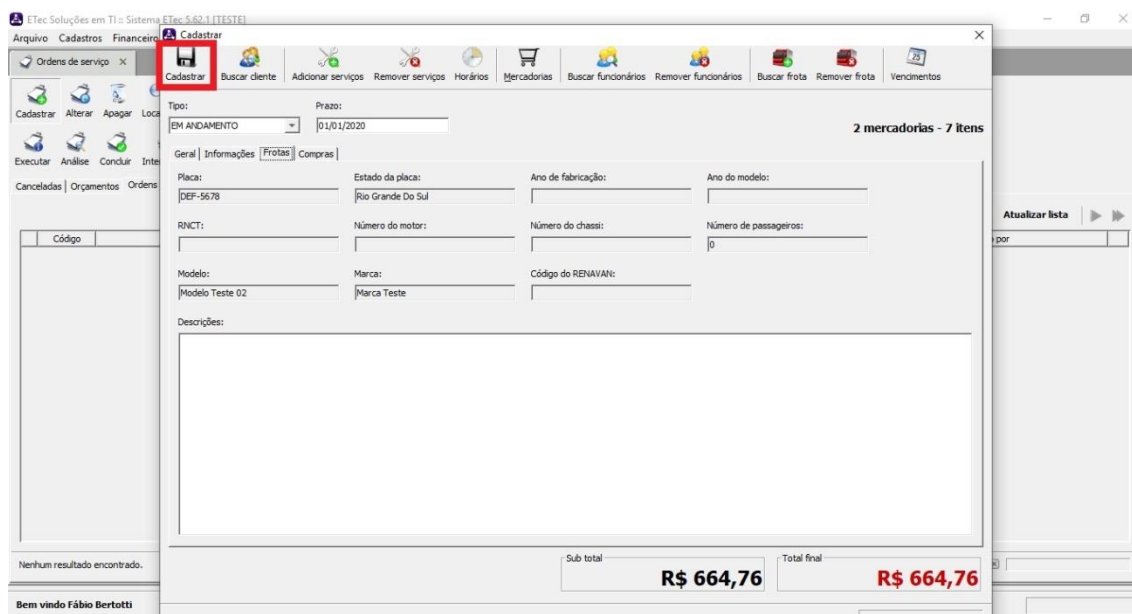 ETec Soluções em TI :: Sistema ETec 5.62.1 [TESTE]
Arquivo Cadastros Financeiro
Ordens de serviço
Cadastrar Alterar Apagar Loca
Executar Análise Concluir Inte
Canceladas Orçamentos Ordens
Atualizar lista
Código
por
Nenhum resultado encontrado.
Bem vindo Fábio Bertotti
Cadastrar
Cadastrar Buscar cliente Adicionar serviços Remover serviços Horários Mercadorias Buscar funcionários Remover funcionários Buscar frota Remover frota Vencimentos
25
Tipo: Prazo:
EM ANDAMENTO 01/01/2020
2 mercadorias - 7 itens
Geral Informações Frotas Compras
Placa: Estado da placa: Ano de fabricação: Ano do modelo:
DEF-5678 Rio Grande Do Sul
RNCT: Número do motor: Número do chassi: Número de passageiros:
0
Modelo: Marca: Código do RENAVAN:
Modelo Teste 02 Marca Teste
Descrições:
Sub total Total final
R$ 664,76 R$ 664,76